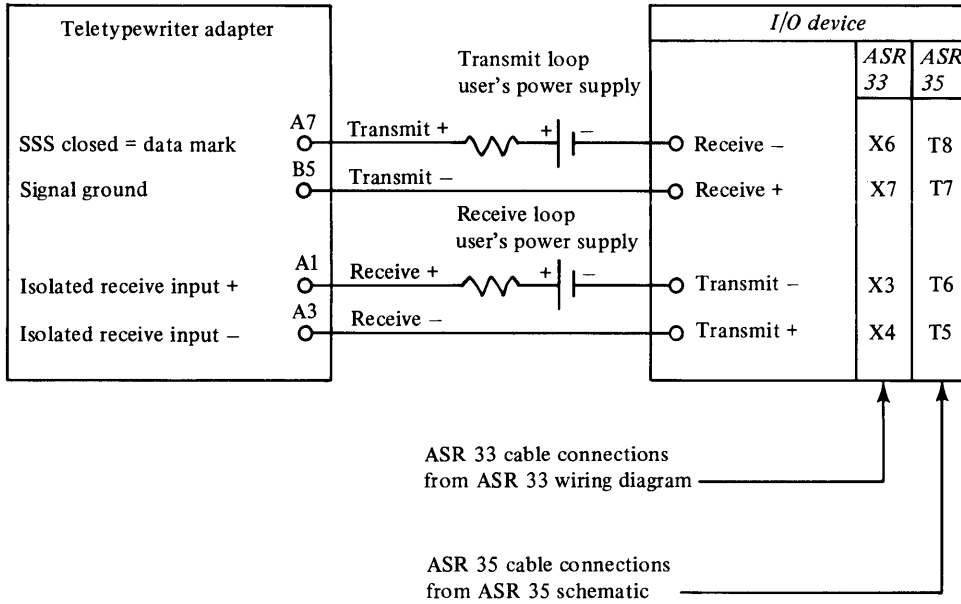 Teletypewriter adapter
I/O device
ASR 33
ASR 35
Transmit loop
user's power supply
SSS closed = data mark
A7
Transmit +
+
−
Receive −
X6
T8
Signal ground
B5
Transmit −
Receive +
X7
T7
Receive loop
user's power supply
Isolated receive input +
A1
Receive +
+
−
Transmit −
X3
T6
Isolated receive input −
A3
Receive −
Transmit +
X4
T5
ASR 33 cable connections
from ASR 33 wiring diagram
ASR 35 cable connections
from ASR 35 schematic